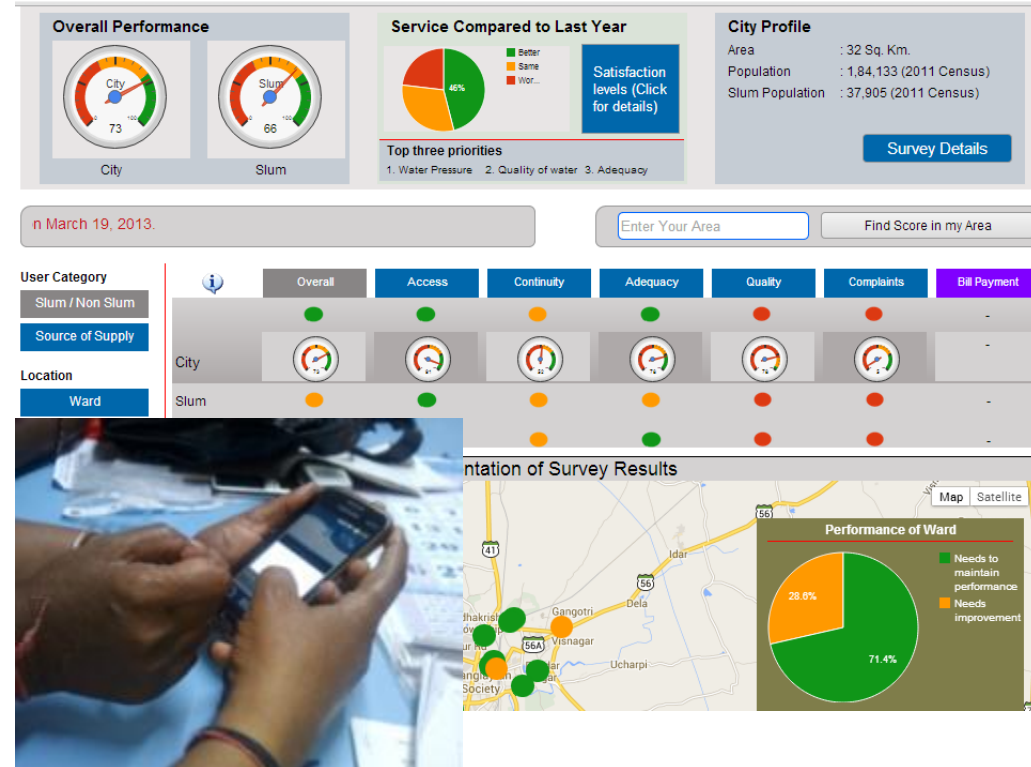 Overall Performance
City
0
+00
73
City
Slum
0
+00
66
Slum
Service Compared to Last Year
46%
Better
Same
Wor...
Satisfaction
levels (Click
for details)
Top three priorities
1. Water Pressure 2. Quality of water 3. Adequacy
City Profile
Area : 32 Sq. Km.
Population : 1,84,133 (2011 Census)
Slum Population : 37,905 (2011 Census)
Survey Details
n March 19, 2013.
Enter Your Area
Find Score in my Area
User Category
Slum / Non Slum
Source of Supply
Location
Ward
Overall Access Continuity Adequacy Quality Complaints Bill Payment
-
City
-
Slum
-
-
ntation of Survey Results
Map Satellite
56
41
Idar
56
Dela
Gangotri
56A
Visnagar
Ucharpi
Society
Performance of Ward
28.6%
71.4%
Needs to
maintain
performance
Needs
improvement